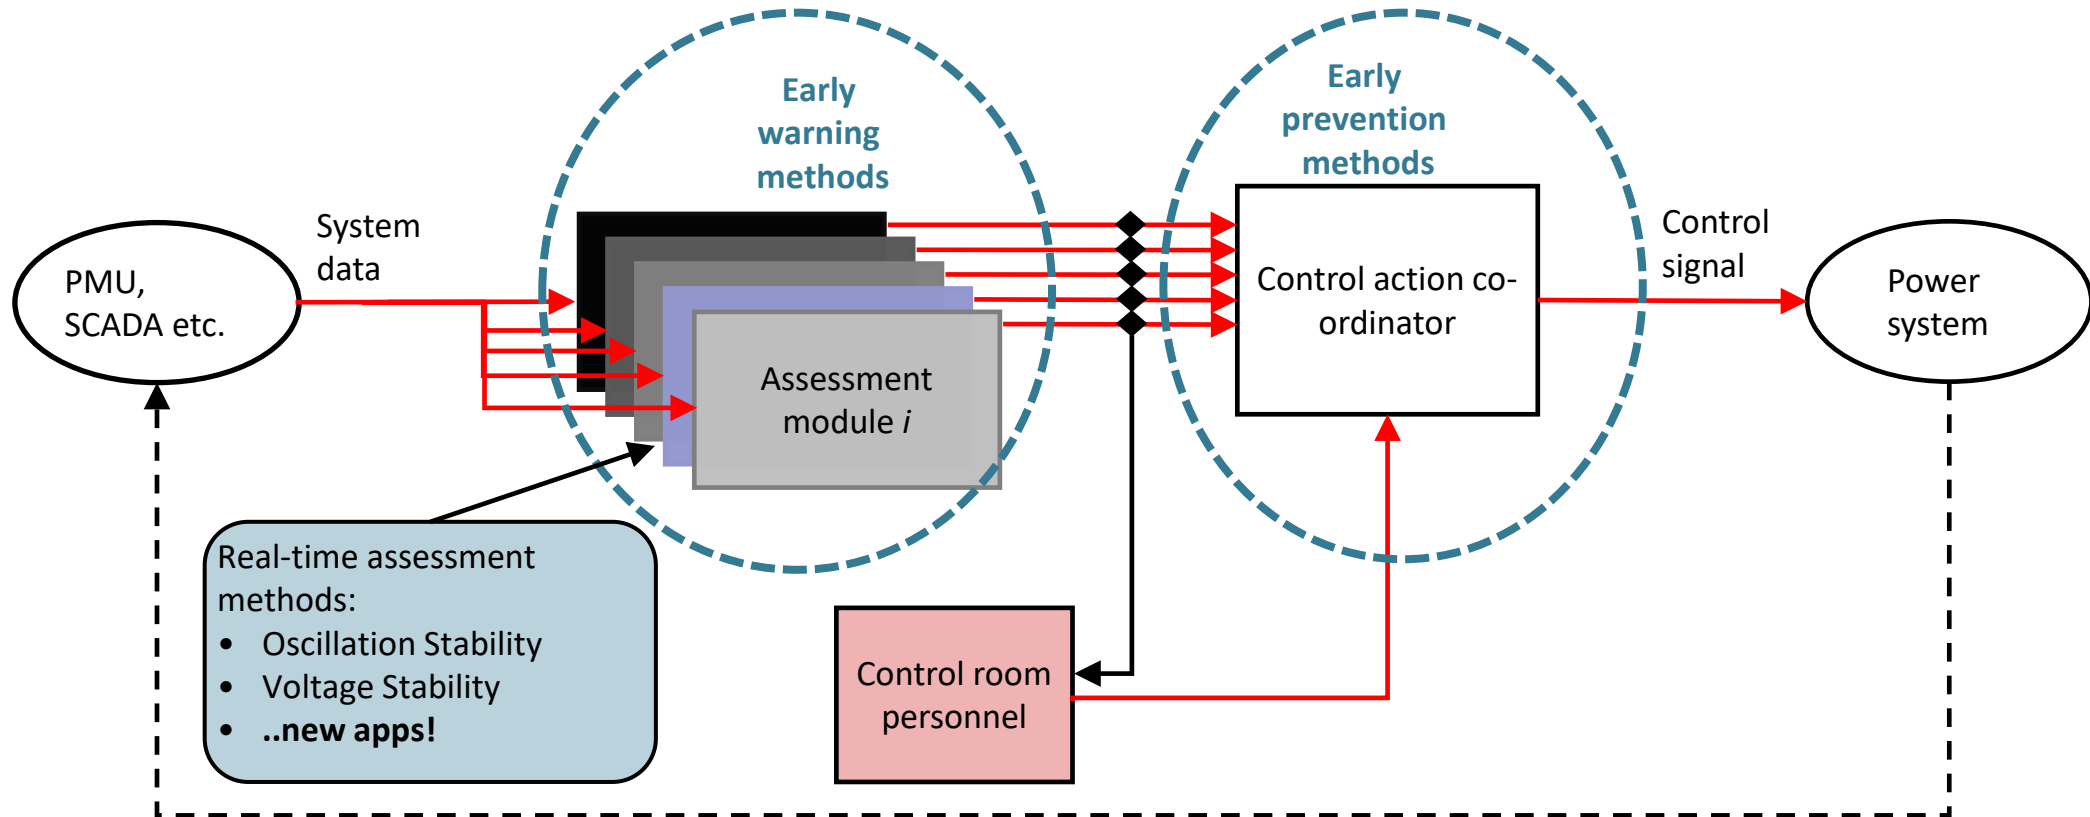 Early
warning
methods
Early
prevention
methods
System
data
PMU,
SCADA etc.
Assessment
module i
Control action co-
ordinator
Control
signal
Power
system
Real-time assessment
methods:
• Oscillation Stability
• Voltage Stability
• ..new apps!
Control room
personnel